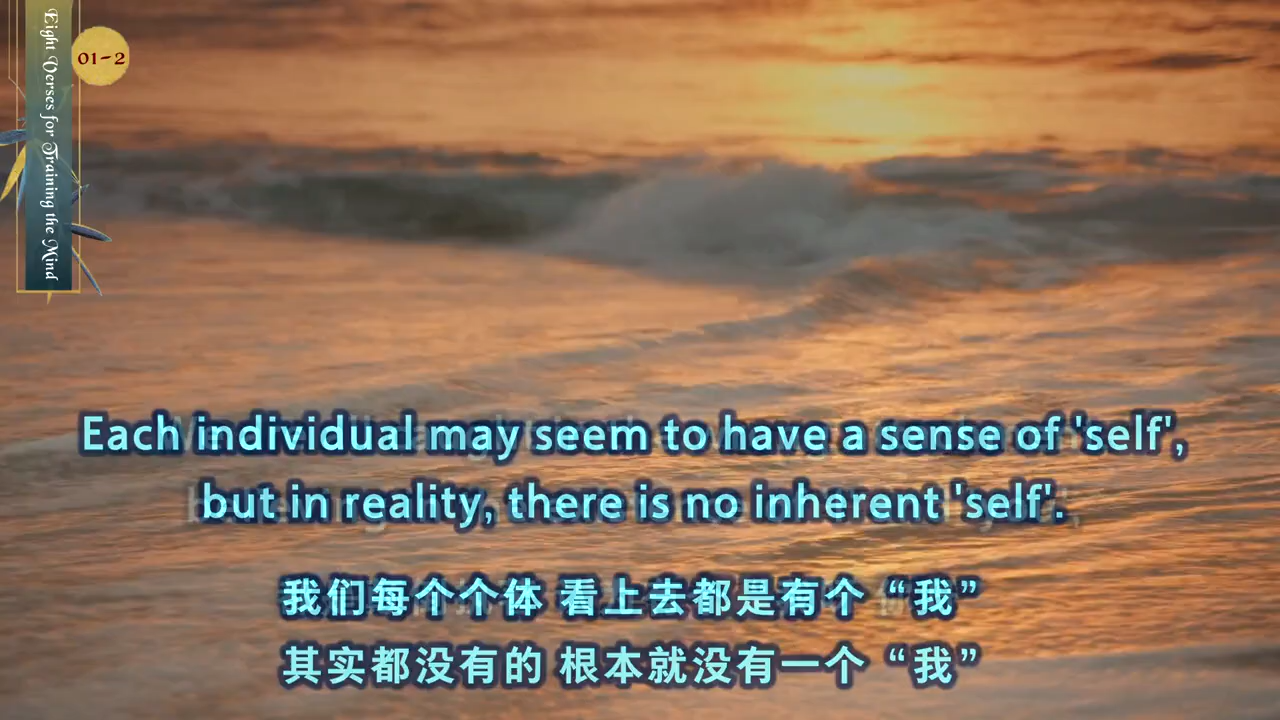 Eight Verses for Training the Mind
01-2
Each individual may seem to have a sense of 'self',
but in reality, there is no inherent 'self'.
我们每个个体 看上去都是有个“我”
其实都没有的 根本就没有一个“我”